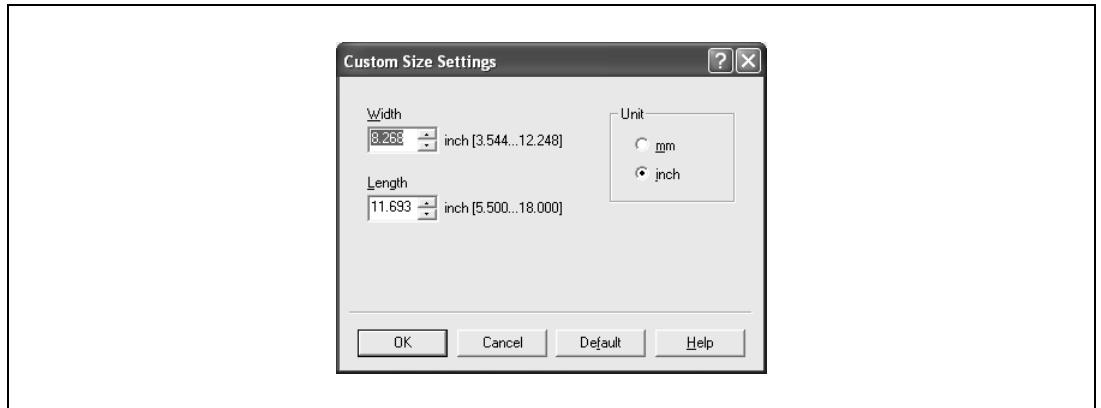 Custom Size Settings
Width
8.268 inch [3.544...12.248]
Length
11.693 inch [5.500...18.000]
Unit
mm
inch
OK Cancel Default Help